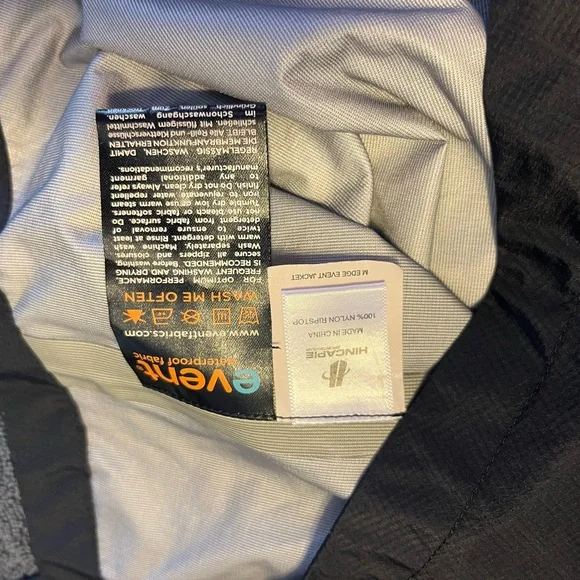 event
waterproof fabric
www.eventfabrics.com
WASH ME OFTEN
FOR OPTIMUM PERFORMANCE
FREQUENT WASHING AND DRYING
IS RECOMMENDED. Before washing,
close all zippers and closures.
Wash Separately. Machine
wash warm with liquid
detergent. Rinse at least
twice to ensure removal of
detergent from fabric surface. Do
not use bleach or fabric softeners.
Tumble dry low or use warm steam
iron to rejuvenate water repellent
finish. Do not dry clean. Always refer
to any additional garment
manufacturer's recommendations.
REGELMÄSSIG WASCHEN, DAMIT
DIE MEMBRANFUNKTION ERHALTEN
BLEIBT. Alle Reiß- und Klettverschlüsse
schließen. Mit flüssigem Waschmittel
im Schonwaschgang waschen.
Gründlich spülen. Zum
HINCAPIE
MADE IN CHINA
100% NYLON RIPSTOP
M EDGE EVENT JACKET